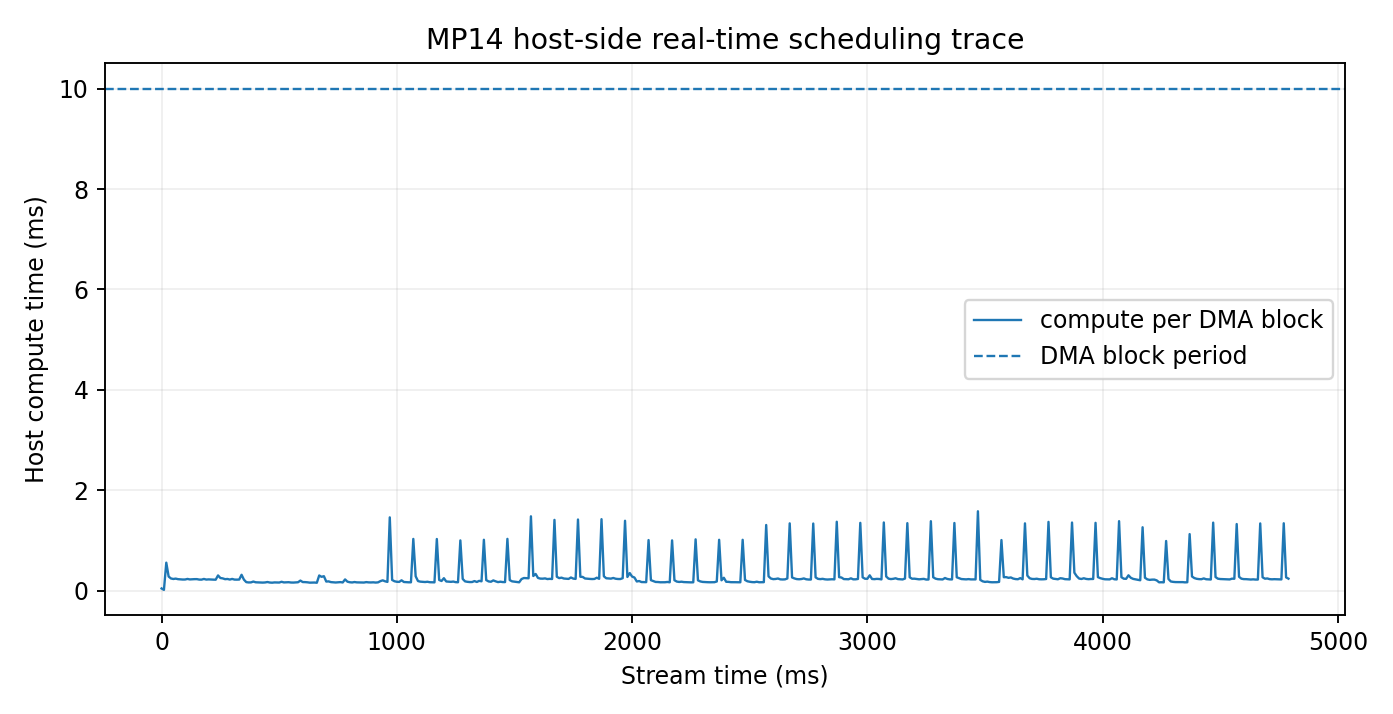 MP14 host-side real-time scheduling trace
Host compute time (ms)
10
8
6
4
2
0
compute per DMA block
DMA block period
0 1000 2000 3000 4000 5000
Stream time (ms)